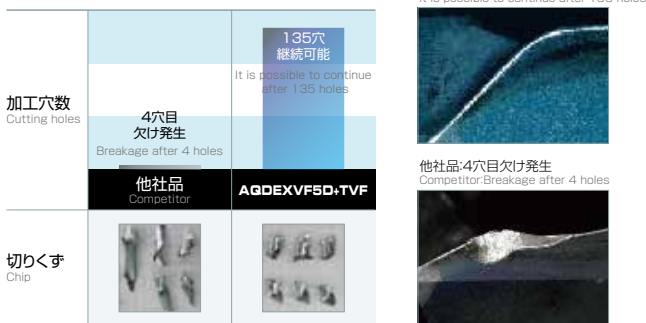 It is possible to continue after 135 holes
135穴
継続可能
It is possible to continue
after 135 holes
加工穴数
Cutting holes
4穴目
欠け発生
Breakage after 4 holes
他社品
Competitor
AQDEXVF5D+TVF
他社品:4穴目欠け発生
Competitor:Breakage after 4 holes
切りくず
Chip